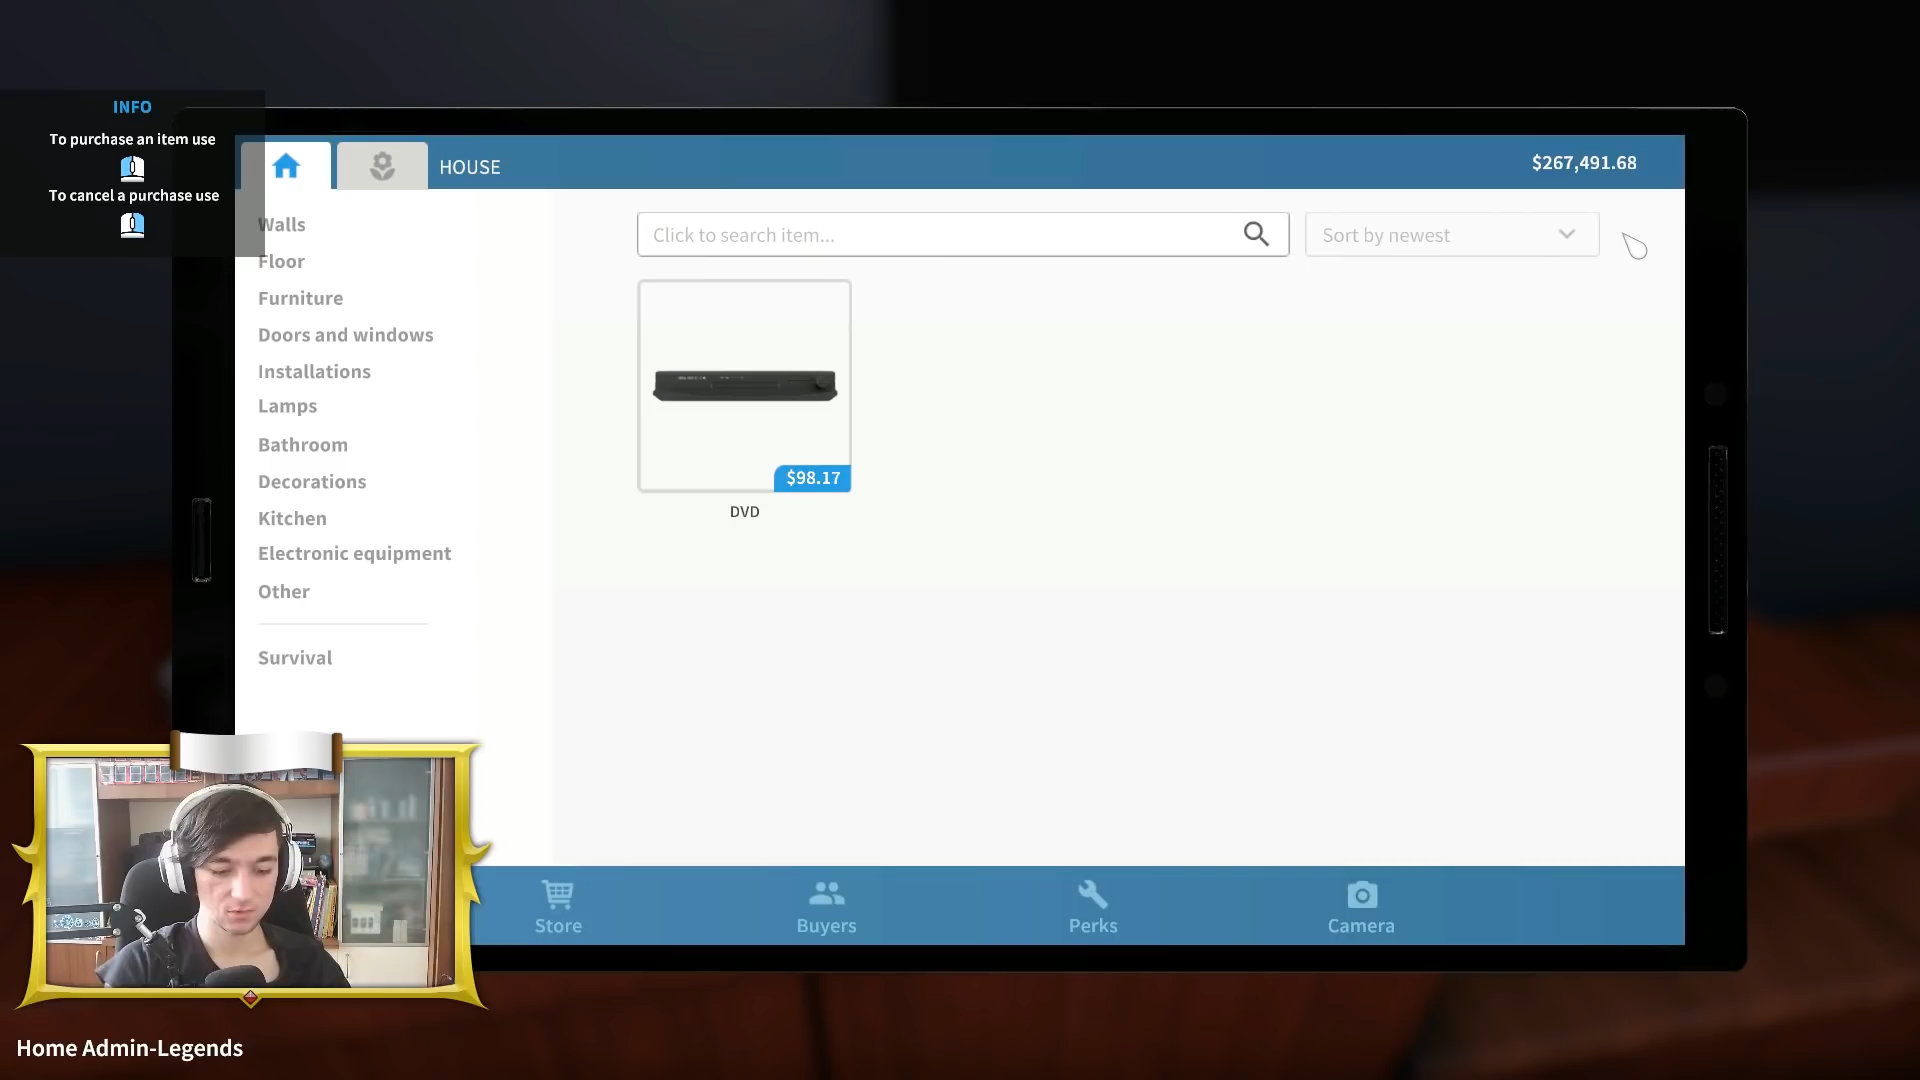 INFO
To purchase an item use
To cancel a purchase use
HOUSE
$267,491.68
Walls
Floor
Furniture
Doors and windows
Installations
Lamps
Bathroom
Decorations
Kitchen
Electronic equipment
Other
Survival
Click to search item...
Sort by newest
$98.17
DVD
Store
Buyers
Perks
Camera
Home Admin-Legends